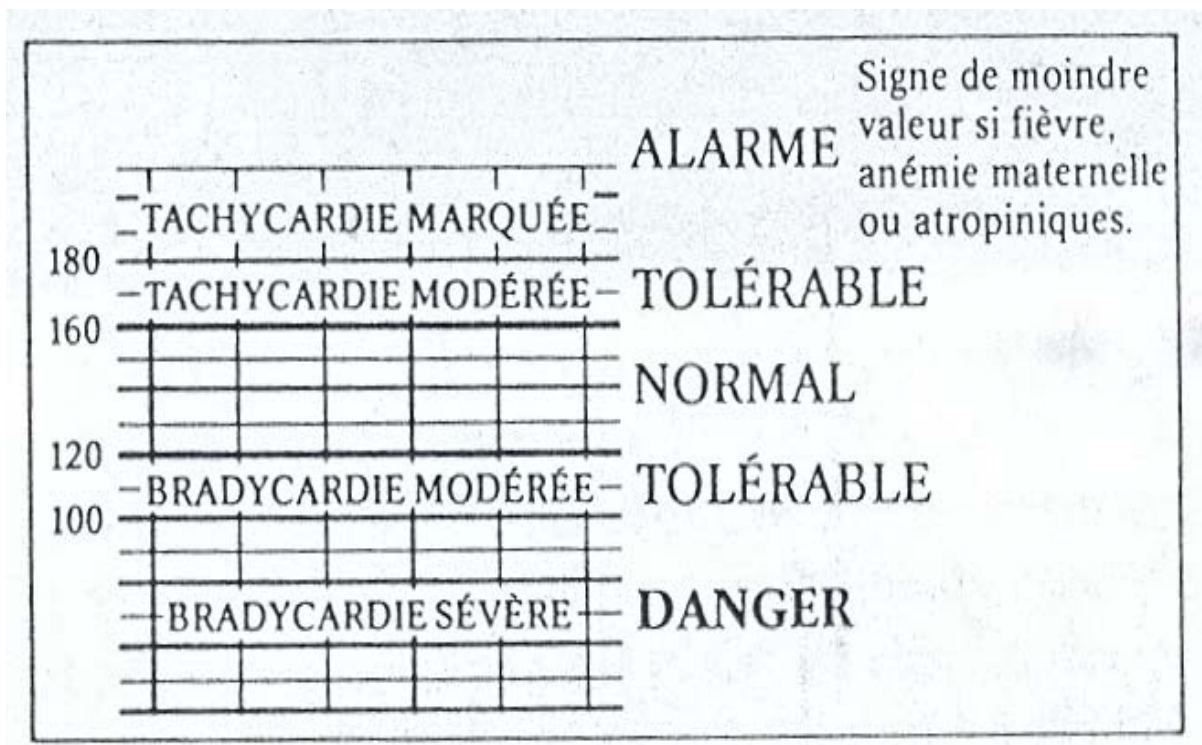 Signe de moindre
valeur si fièvre,
ALARME anémie maternelle
ou atropiniques.
TACHYCARDIE MARQUÉE
180
TACHYCARDIE MODÉRÉE TOLÉRABLE
160
NORMAL
120
BRADYCARDIE MODÉRÉE TOLÉRABLE
100
BRADYCARDIE SÉVÈRE DANGER